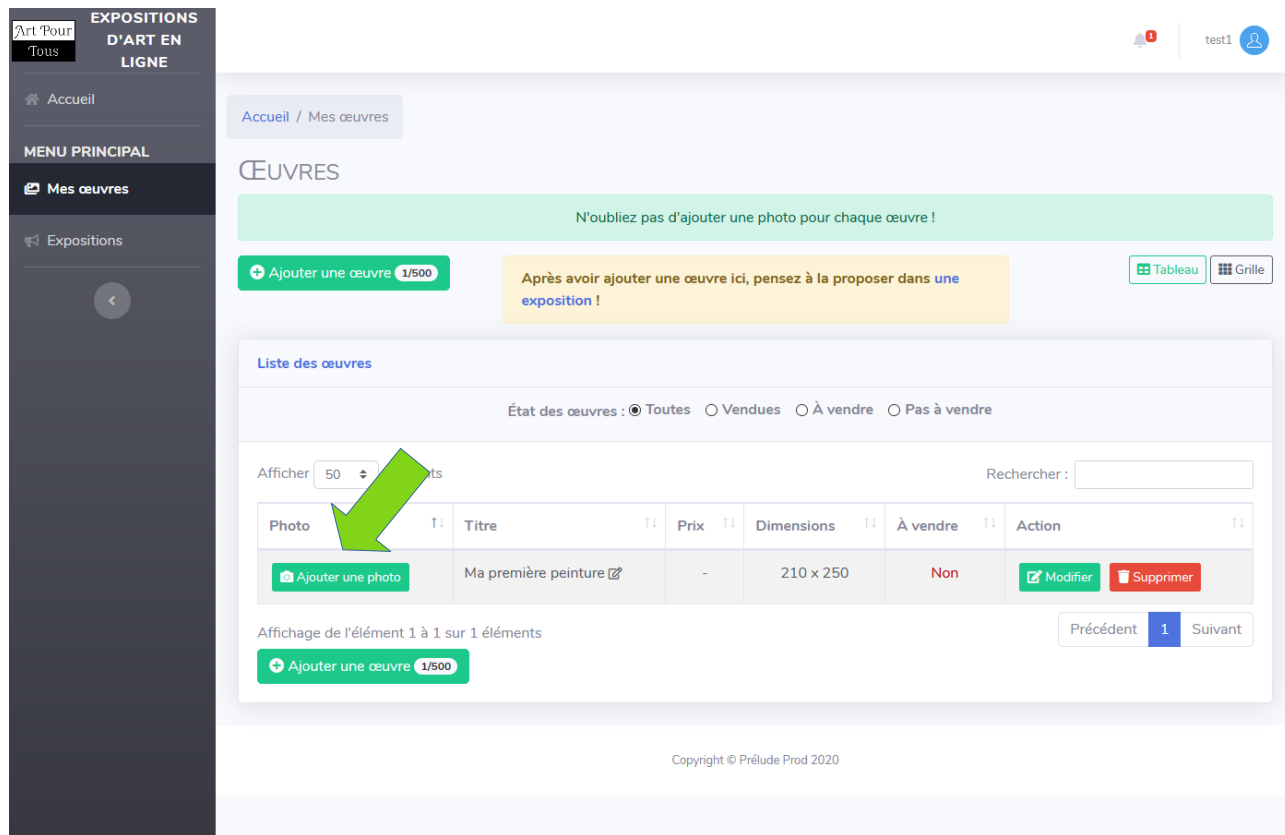 Art Pour
Tous
EXPOSITIONS
D'ART EN
LIGNE
1
test1
Accueil
MENU PRINCIPAL
Mes œuvres
Expositions
Accueil / Mes œuvres
ŒUVRES
N'oubliez pas d'ajouter une photo pour chaque œuvre !
Ajouter une œuvre 1/500
Après avoir ajouter une œuvre ici, pensez à la proposer dans une
exposition !
Tableau
Grille
Liste des œuvres
État des œuvres : Toutes Vendues À vendre Pas à vendre
Afficher 50
Rechercher :
Photo Titre Prix Dimensions À vendre Action
Ajouter une photo Ma première peinture - 210 x 250 Non Modifier Supprimer
Affichage de l'élément 1 à 1 sur 1 éléments
Précédent 1 Suivant
Ajouter une œuvre 1/500
Copyright © Prélude Prod 2020